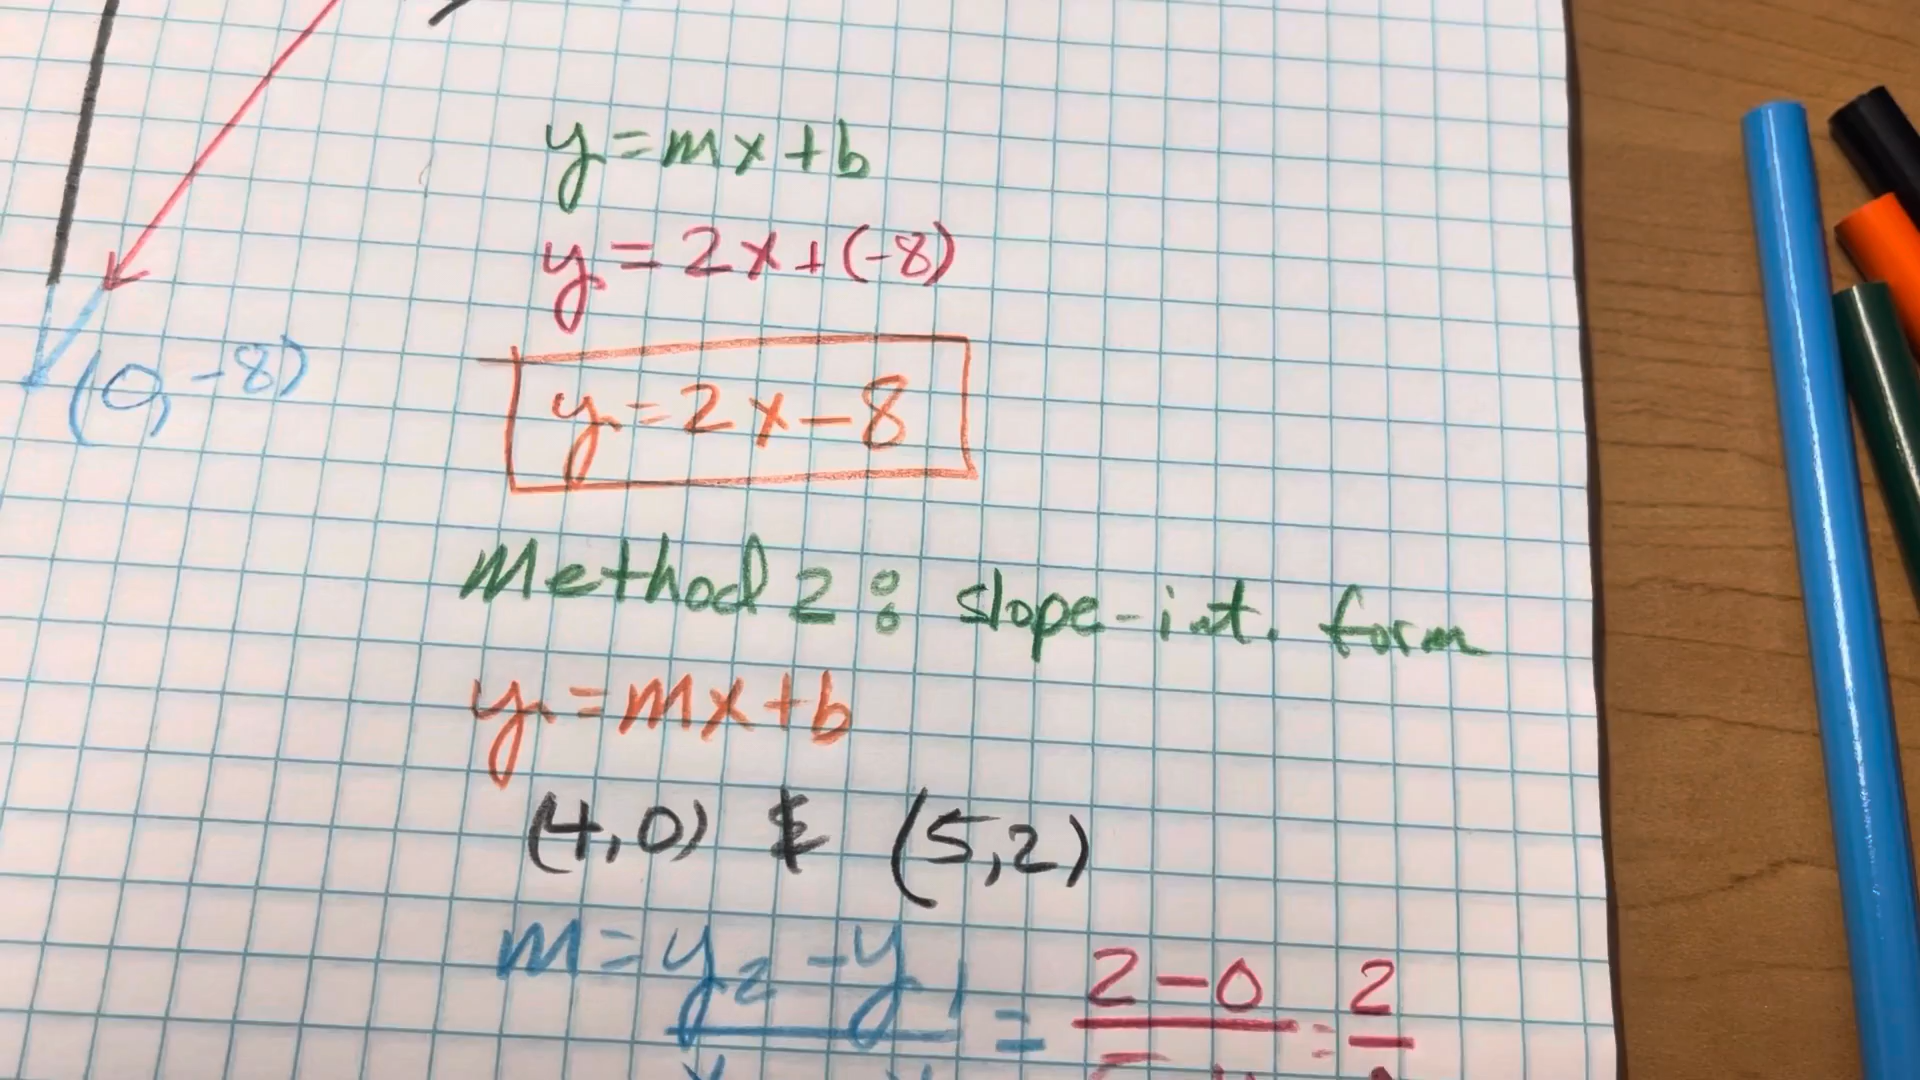 y = mx + b
y = 2x + (-8)
(0, -8)
y = 2x - 8
Method 2: slope-int. form
y = mx + b
(4,0) & (5,2)
m = y₂ - y₁ = 2 - 0 = 2